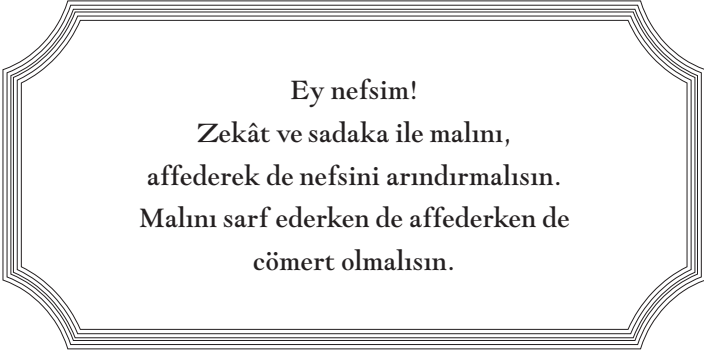 Ey nefsim!
Zekât ve sadaka ile malını,
affederek de nefsini arındırmalısın.
Malını sarf ederken de affederken de
cömert olmalısın.